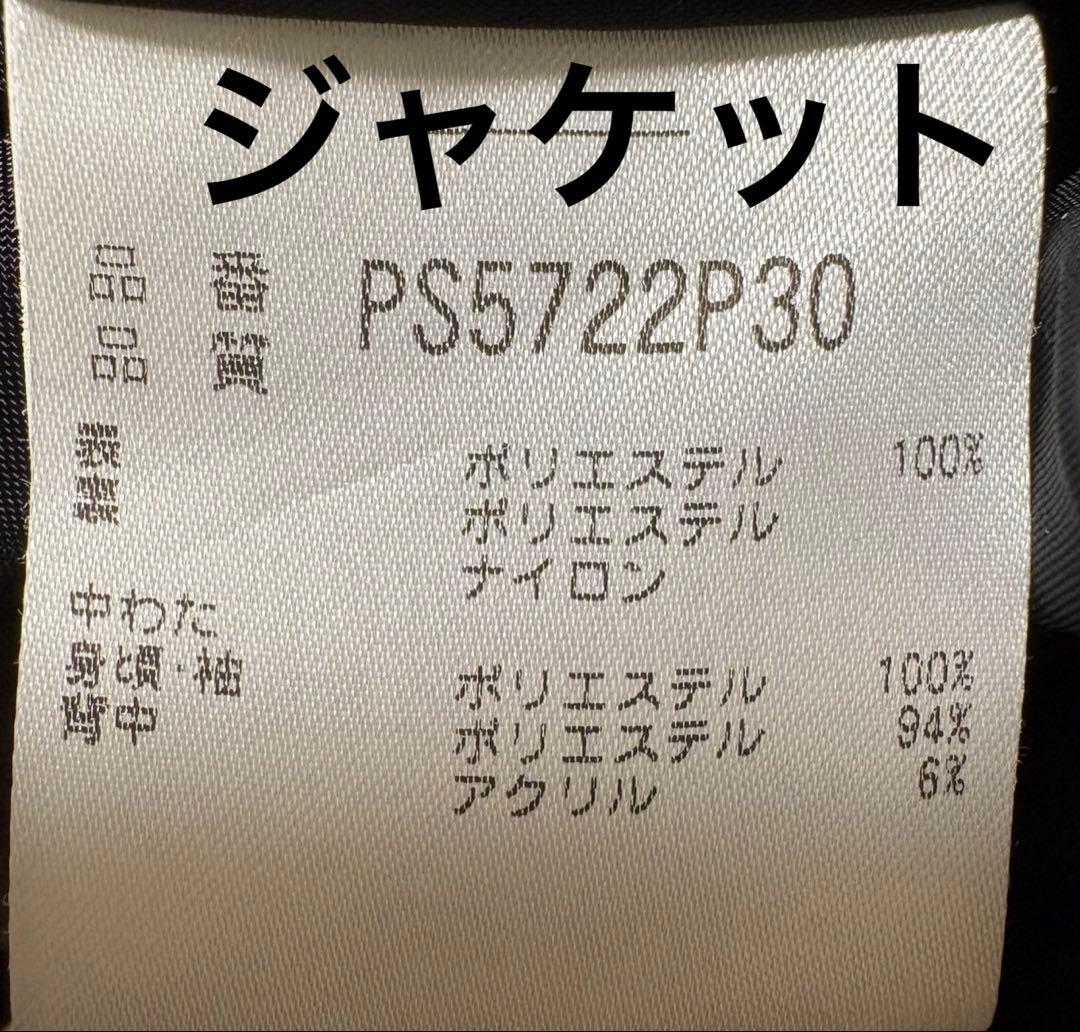 ジャケット
品番 PS5722P30
品質
表 ポリエステル 100%
裏 ポリエステル
ナイロン
中わた
身頃・袖 ポリエステル 100%
背中 ポリエステル 94%
アクリル 6%